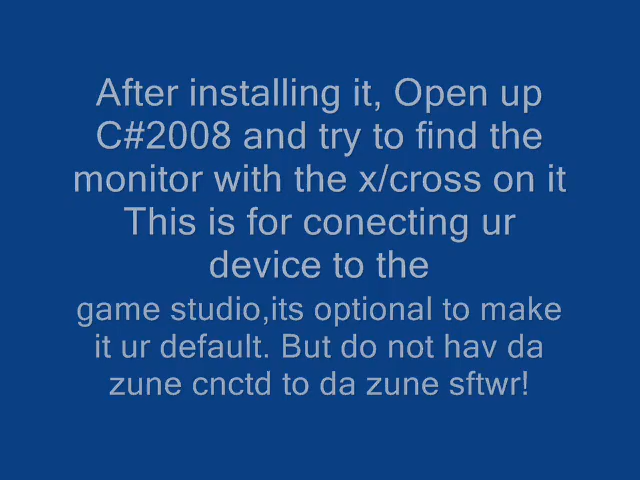 After installing it, Open up
C#2008 and try to find the
monitor with the x/cross on it
This is for conecting ur
device to the
game studio,its optional to make
it ur default. But do not hav da
zune cnctd to da zune sftwr!